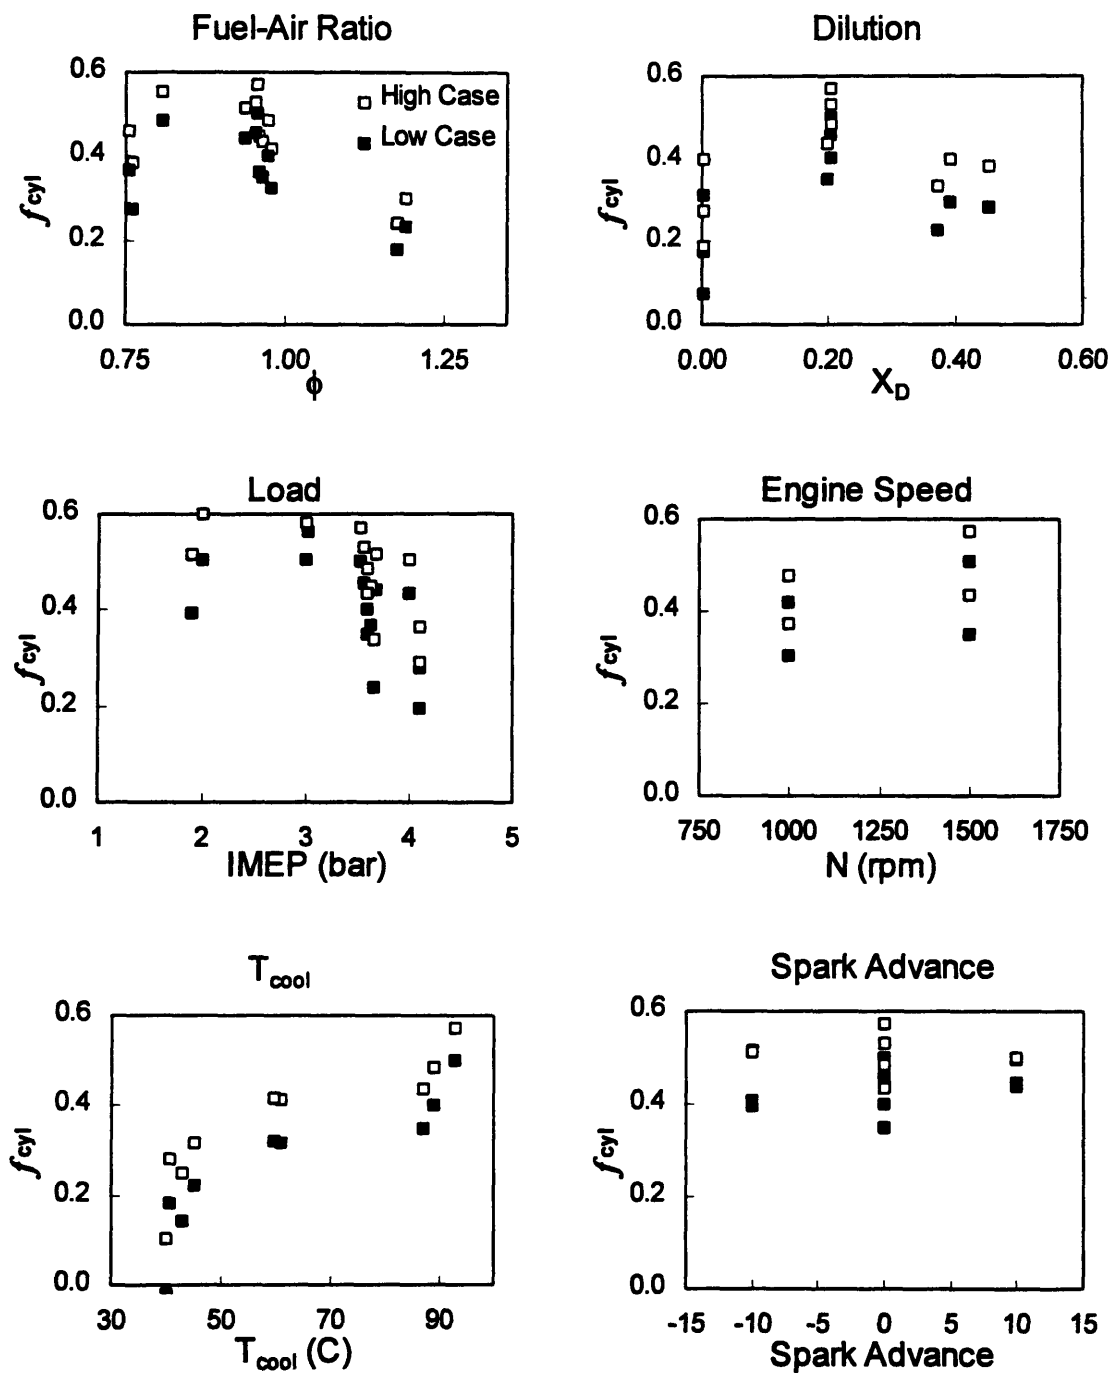 Fuel-Air Ratio
0.6
0.4
0.2
0.0
fcyl
High Case
Low Case
0.75 1.00 1.25
ϕ
Dilution
0.6
0.4
0.2
0.0
fcyl
0.00 0.20 0.40 0.60
XD
Load
0.6
0.4
0.2
0.0
fcyl
1 2 3 4 5
IMEP (bar)
Engine Speed
0.6
0.4
0.2
0.0
fcyl
750 1000 1250 1500 1750
N (rpm)
Tcool
0.6
0.4
0.2
0.0
fcyl
30 50 70 90
Tcool (C)
Spark Advance
0.6
0.4
0.2
0.0
fcyl
-15 -10 -5 0 5 10 15
Spark Advance